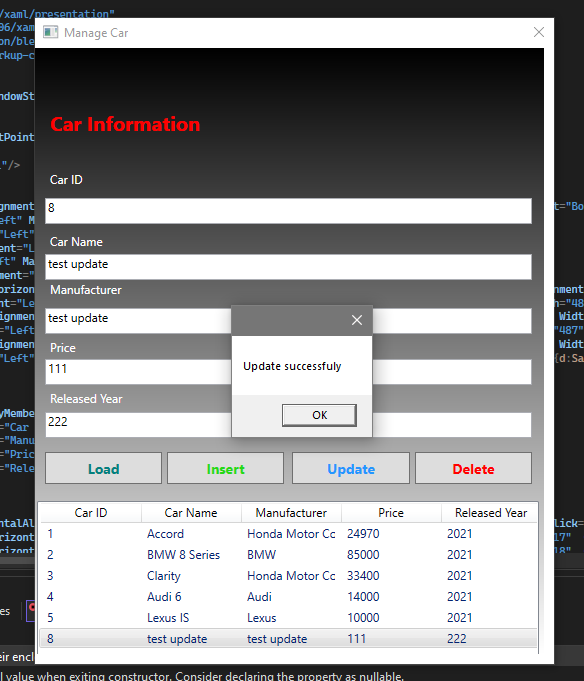 /xaml/presentation"
Manage Car
Car Information
Car ID
8
Car Name
test update
Manufacturer
test update
Price
111
Released Year
222
Update successfuly
OK
Load Insert Update Delete
Car ID Car Name Manufacturer Price Released Year
1 Accord Honda Motor Cc 24970 2021
2 BMW 8 Series BMW 85000 2021
3 Clarity Honda Motor Cc 33400 2021
4 Audi 6 Audi 14000 2021
5 Lexus IS Lexus 10000 2021
8 test update test update 111 222
l value when exiting constructor. Consider declaring the property as nullable.